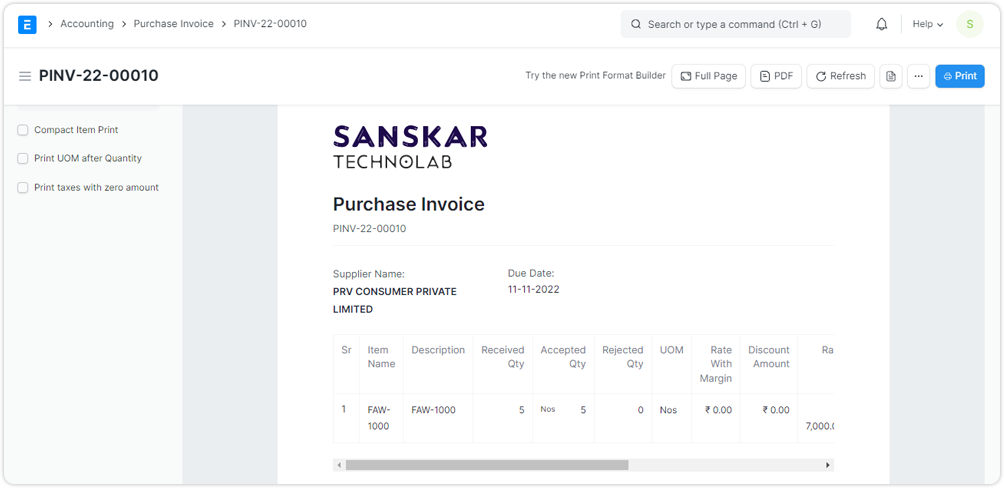 E > Accounting > Purchase Invoice > PINV-22-00010
Search or type a command (Ctrl + G)
Help
S
PINV-22-00010
Try the new Print Format Builder
Full Page
PDF
Refresh
...
Print
Compact Item Print
Print UOM after Quantity
Print taxes with zero amount
SANSKAR
TECHNOLAB
Purchase Invoice
PINV-22-00010
Supplier Name:
PRV CONSUMER PRIVATE
LIMITED
Due Date:
11-11-2022
Sr Item Name Description Received Qty Accepted Qty Rejected Qty UOM Rate With Margin Discount Amount Ra
1 FAW-1000 FAW-1000 5 Nos 5 0 Nos ₹ 0.00 ₹ 0.00 7,000.0